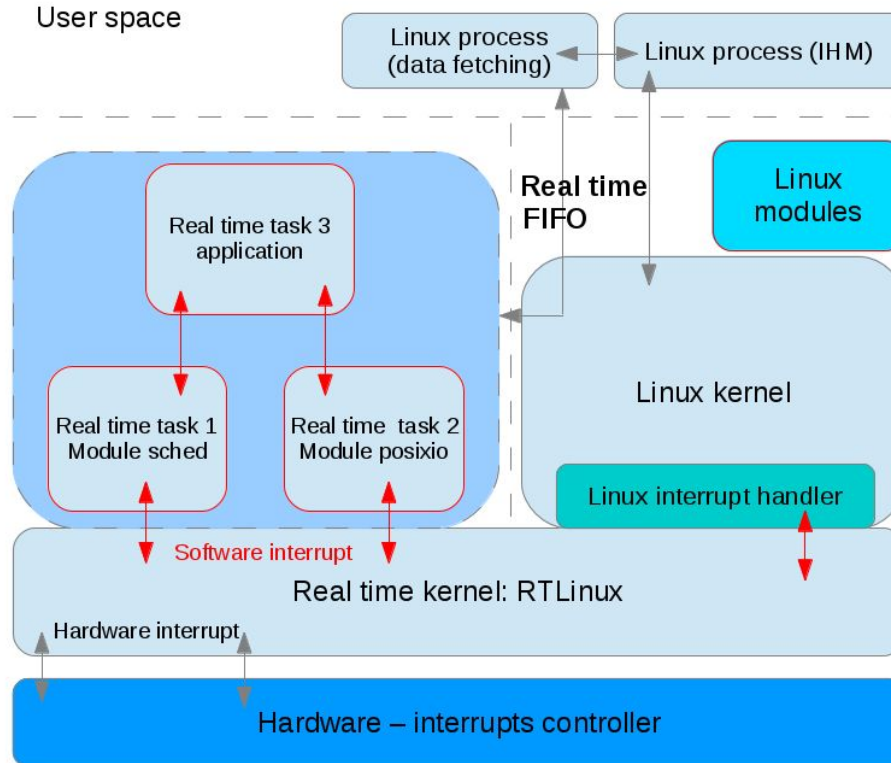 User space
Linux process
(data fetching)
Linux process (IHM)
Real time task 3
application
Real time
FIFO
Linux
modules
Real time task 1
Module sched
Real time  task 2
Module posixio
Linux kernel
Linux interrupt handler
Software interrupt
Real time kernel: RTLinux
Hardware interrupt
Hardware – interrupts controller